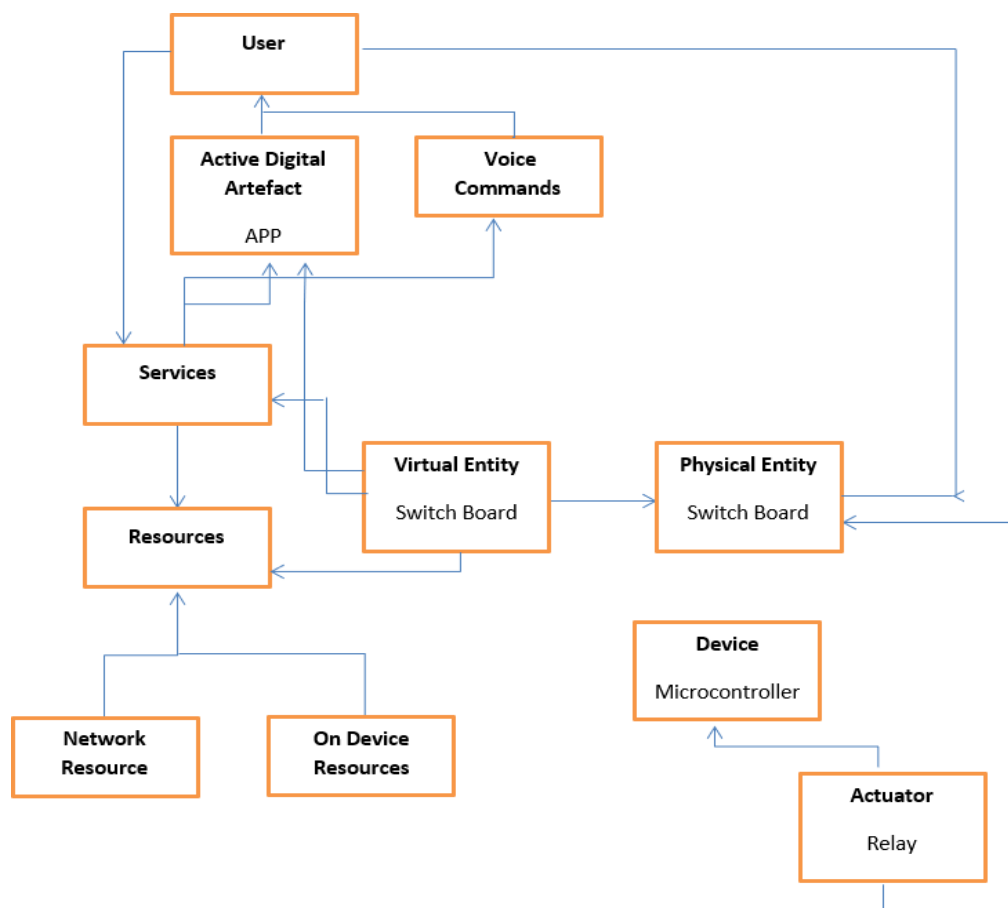 User
Active Digital
Artefact
APP
Voice
Commands
Services
Virtual Entity
Switch Board
Physical Entity
Switch Board
Resources
Device
Microcontroller
Network
Resource
On Device
Resources
Actuator
Relay